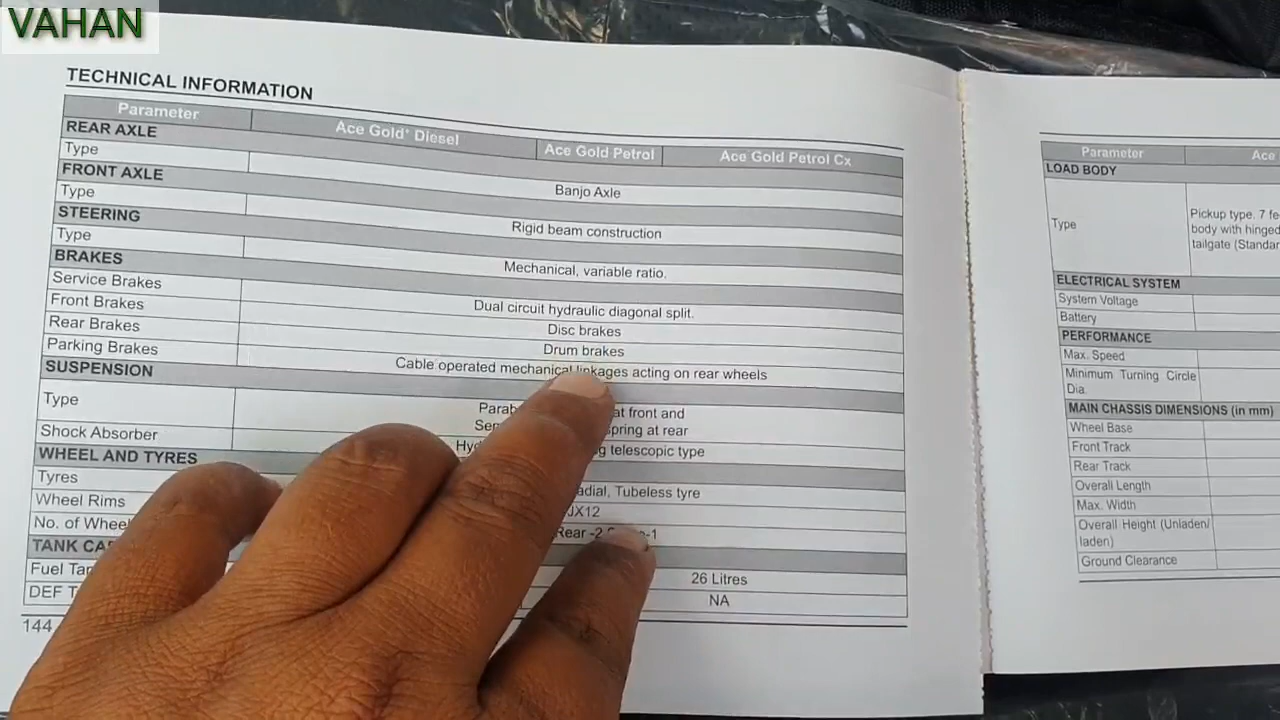 VAHAN
TECHNICAL INFORMATION
Parameter Ace Gold+ Diesel Ace Gold Petrol Ace Gold Petrol Cx
REAR AXLE
Type Banjo Axle
FRONT AXLE
Type Rigid beam construction
STEERING
Type Mechanical, variable ratio.
BRAKES
Service Brakes Dual circuit hydraulic diagonal split.
Front Brakes Disc brakes
Rear Brakes Drum brakes
Parking Brakes Cable operated mechanical linkages acting on rear wheels
SUSPENSION
Type at front and
spring at rear
Shock Absorber telescopic type
WHEEL AND TYRES
Tyres Tubeless tyre
Wheel Rims JX12
No. of Rear -2
TANK
Fuel 26 Litres
DEF NA
144
Parameter Ace
LOAD BODY
Type Pickup type. 7
body with hinged
tailgate
ELECTRICAL SYSTEM
System Voltage
Battery
PERFORMANCE
Max. Speed
Minimum Turning Circle
Dia.
MAIN CHASSIS DIMENSIONS (in mm)
Wheel Base
Front Track
Rear Track
Overall Length
Max. Width
Overall Height (Unladen/
laden)
Ground Clearance